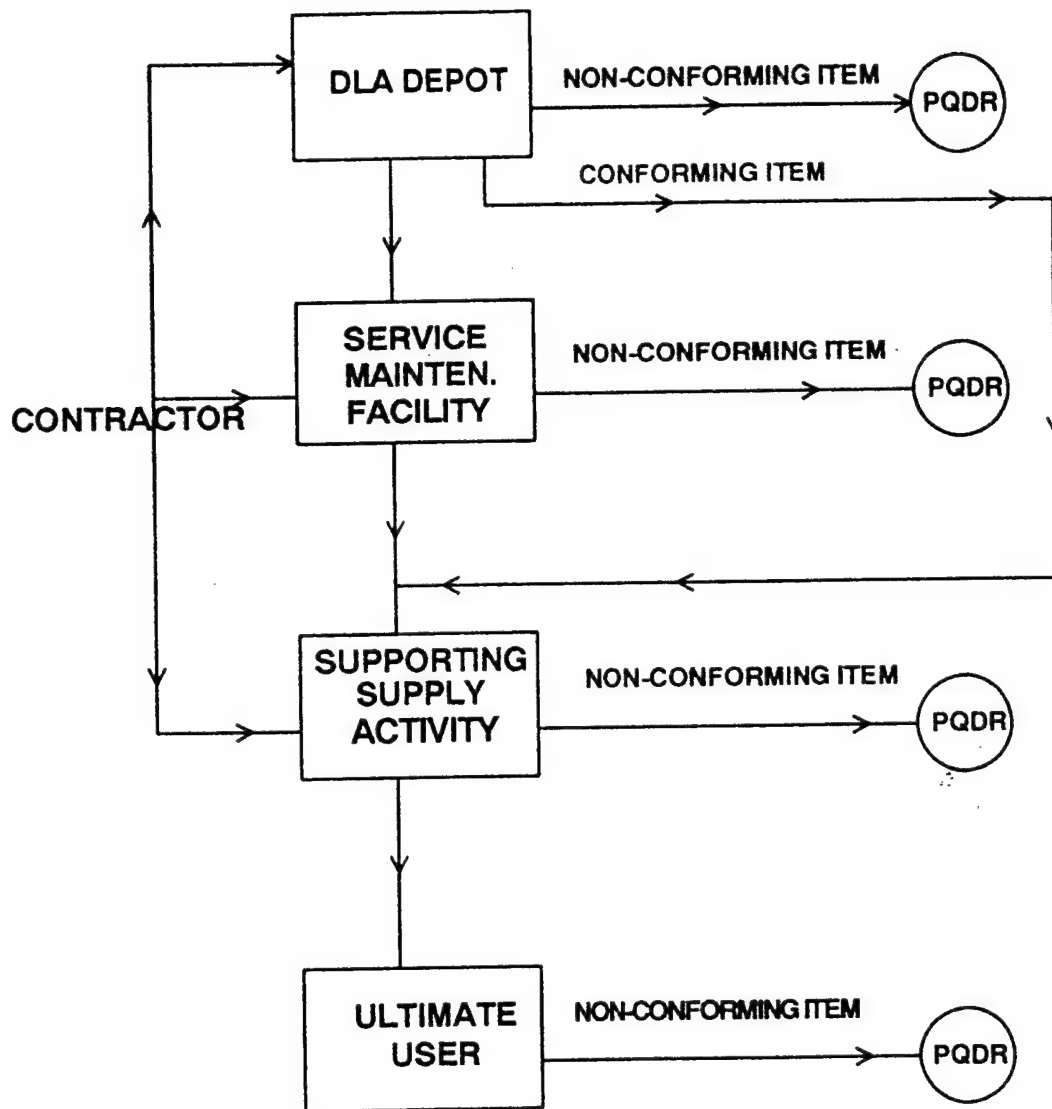 DLA DEPOT
NON-CONFORMING ITEM
PQDR
CONFORMING ITEM
SERVICE
MAINTEN.
FACILITY
NON-CONFORMING ITEM
PQDR
CONTRACTOR
SUPPORTING
SUPPLY
ACTIVITY
NON-CONFORMING ITEM
PQDR
ULTIMATE
USER
NON-CONFORMING ITEM
PQDR